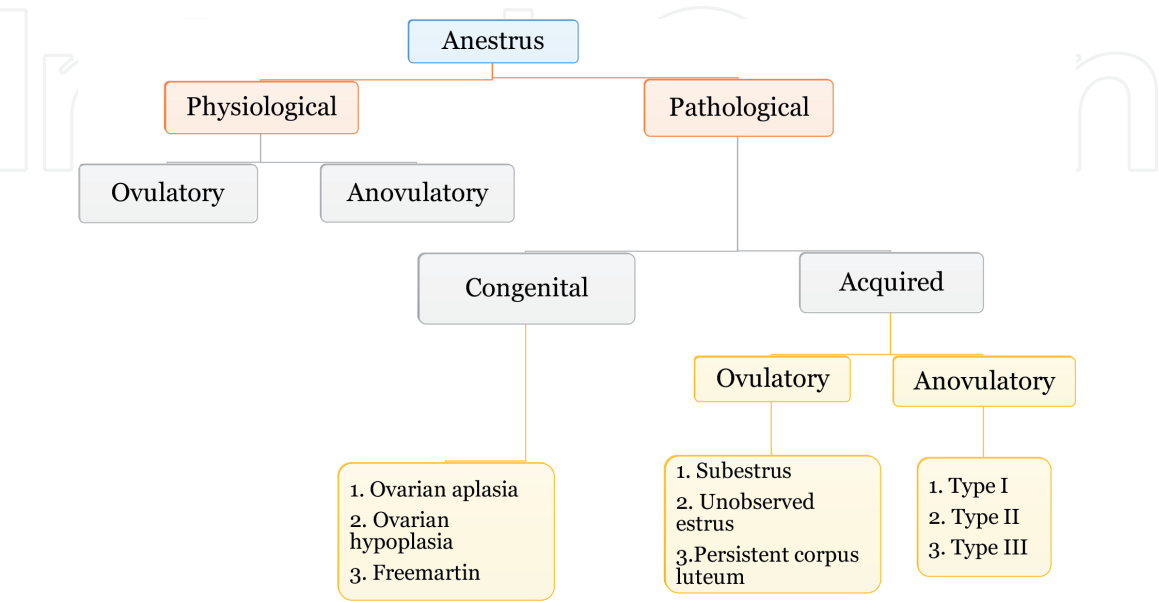 Anestrus
Physiological
Pathological
Ovulatory
Anovulatory
Congenital
Acquired
Ovulatory
Anovulatory
1. Ovarian aplasia
2. Ovarian
hypoplasia
3. Freemartin
1. Subestrus
2. Unobserved
estrus
3.Persistent corpus
luteum
1. Type I
2. Type II
3. Type III